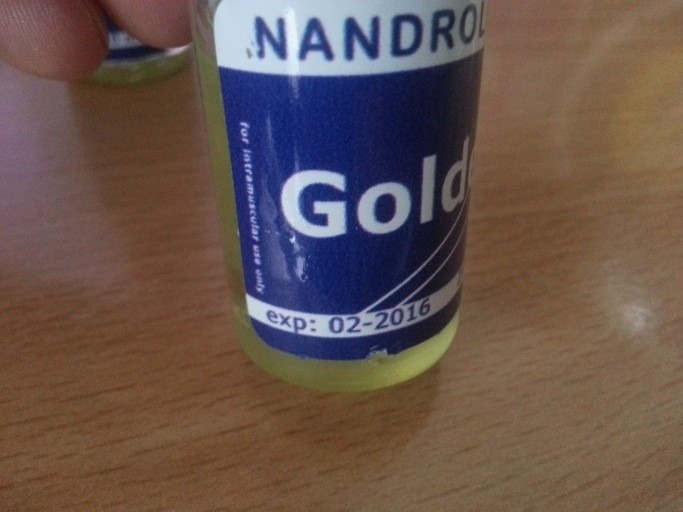 NANDROL
for intramuscular use only
Gold
exp: 02-2016